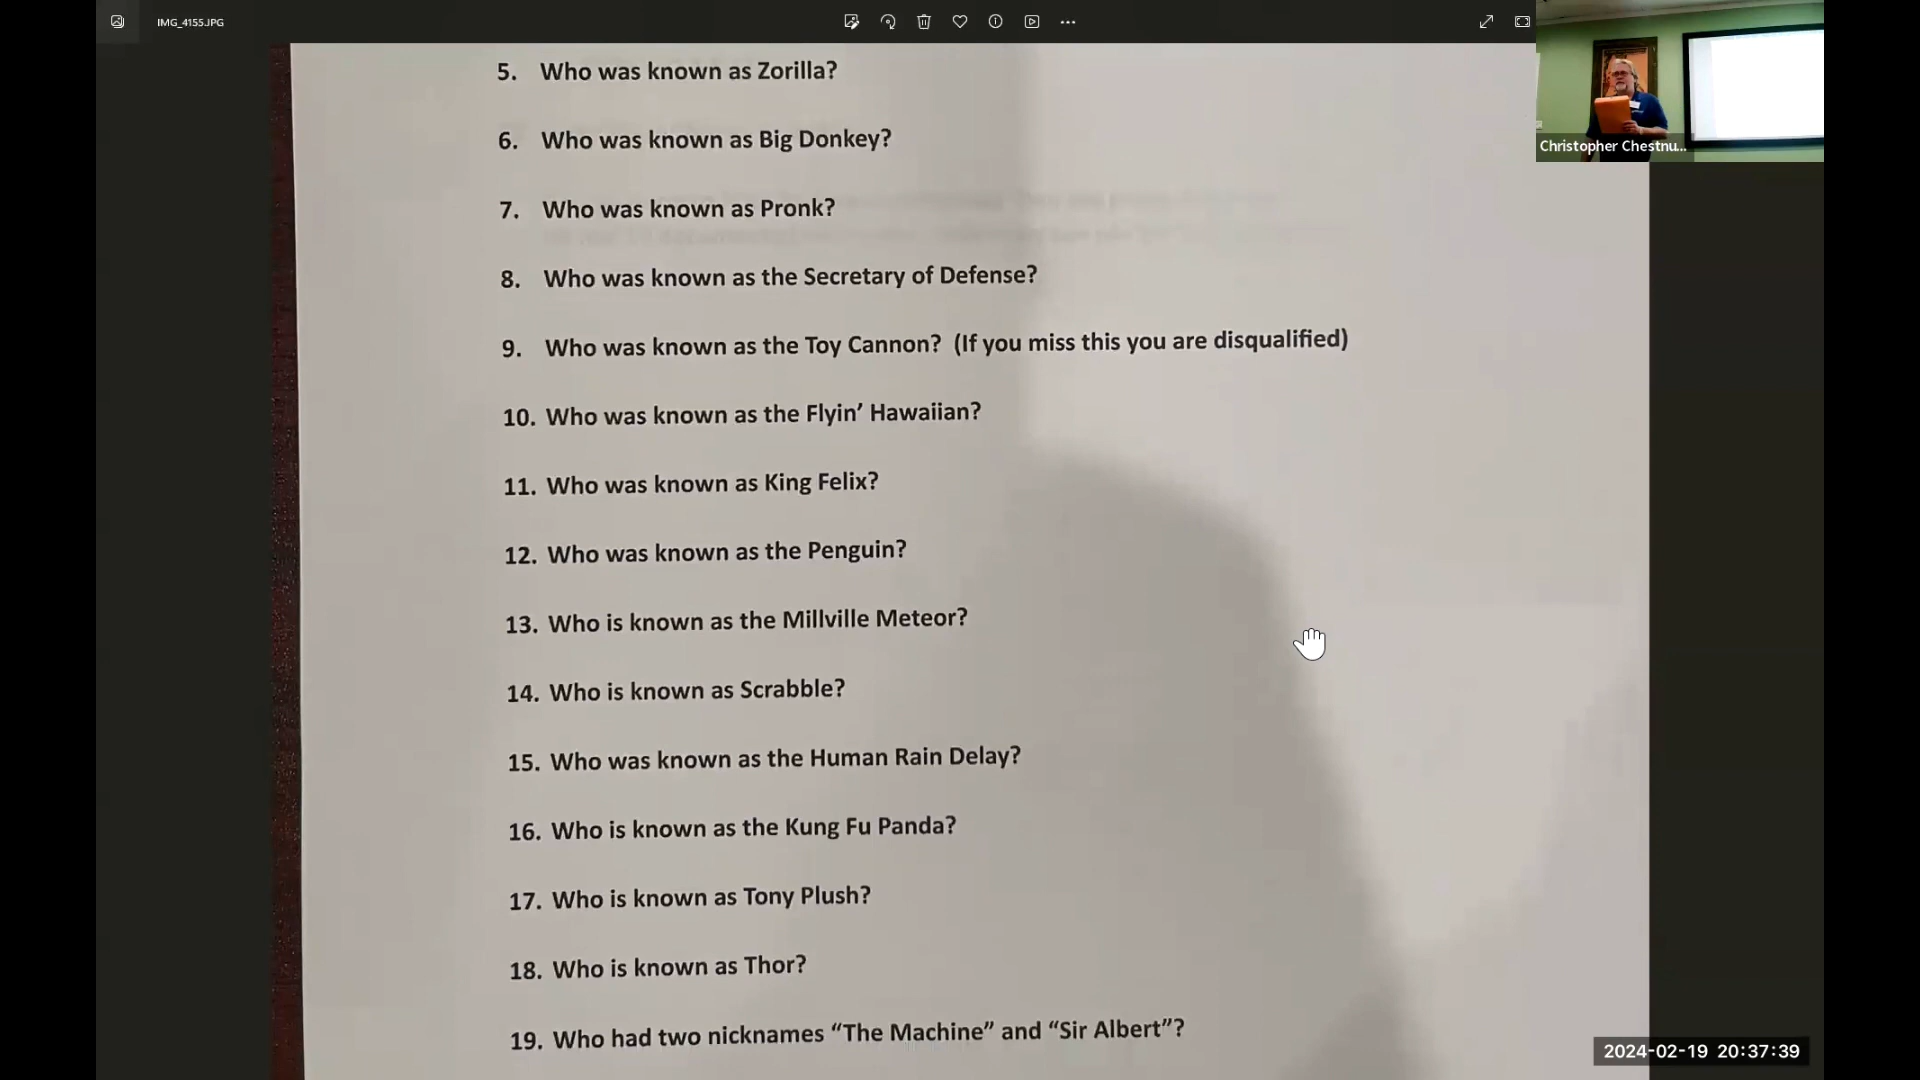 IMG_4155.JPG
Christopher Chestnu...
5. Who was known as Zorilla?
6. Who was known as Big Donkey?
7. Who was known as Pronk?
8. Who was known as the Secretary of Defense?
9. Who was known as the Toy Cannon? (If you miss this you are disqualified)
10. Who was known as the Flyin’ Hawaiian?
11. Who was known as King Felix?
12. Who was known as the Penguin?
13. Who is known as the Millville Meteor?
14. Who is known as Scrabble?
15. Who was known as the Human Rain Delay?
16. Who is known as the Kung Fu Panda?
17. Who is known as Tony Plush?
18. Who is known as Thor?
19. Who had two nicknames “The Machine” and “Sir Albert”?
2024-02-19 20:37:39